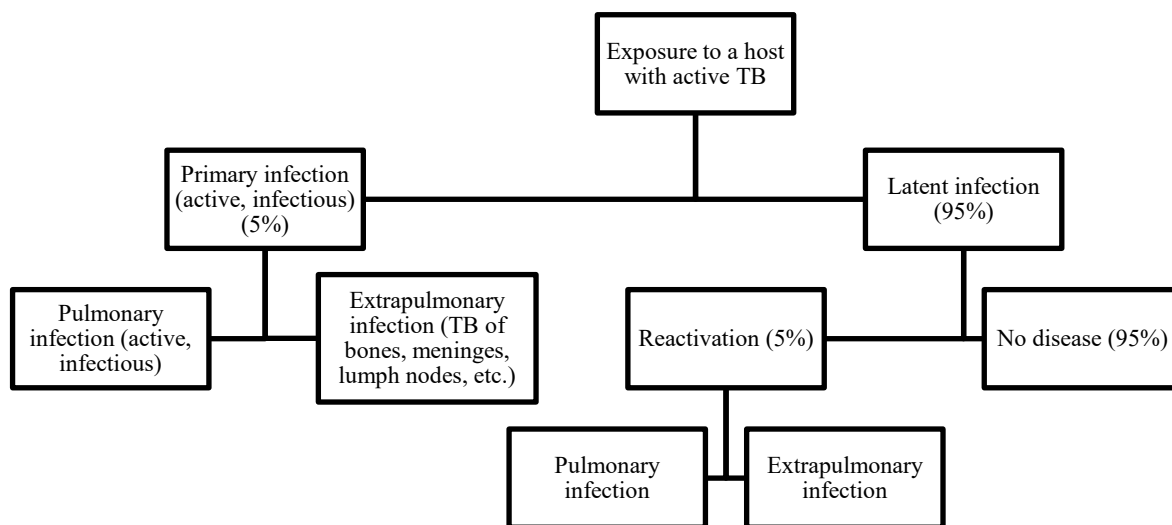 Exposure to a host
with active TB
Primary infection
(active, infectious)
(5%)
Latent infection
(95%)
Pulmonary
infection (active,
infectious)
Extrapulmonary
infection (TB of
bones, meninges,
lumph nodes, etc.)
Reactivation (5%)
No disease (95%)
Pulmonary
infection
Extrapulmonary
infection